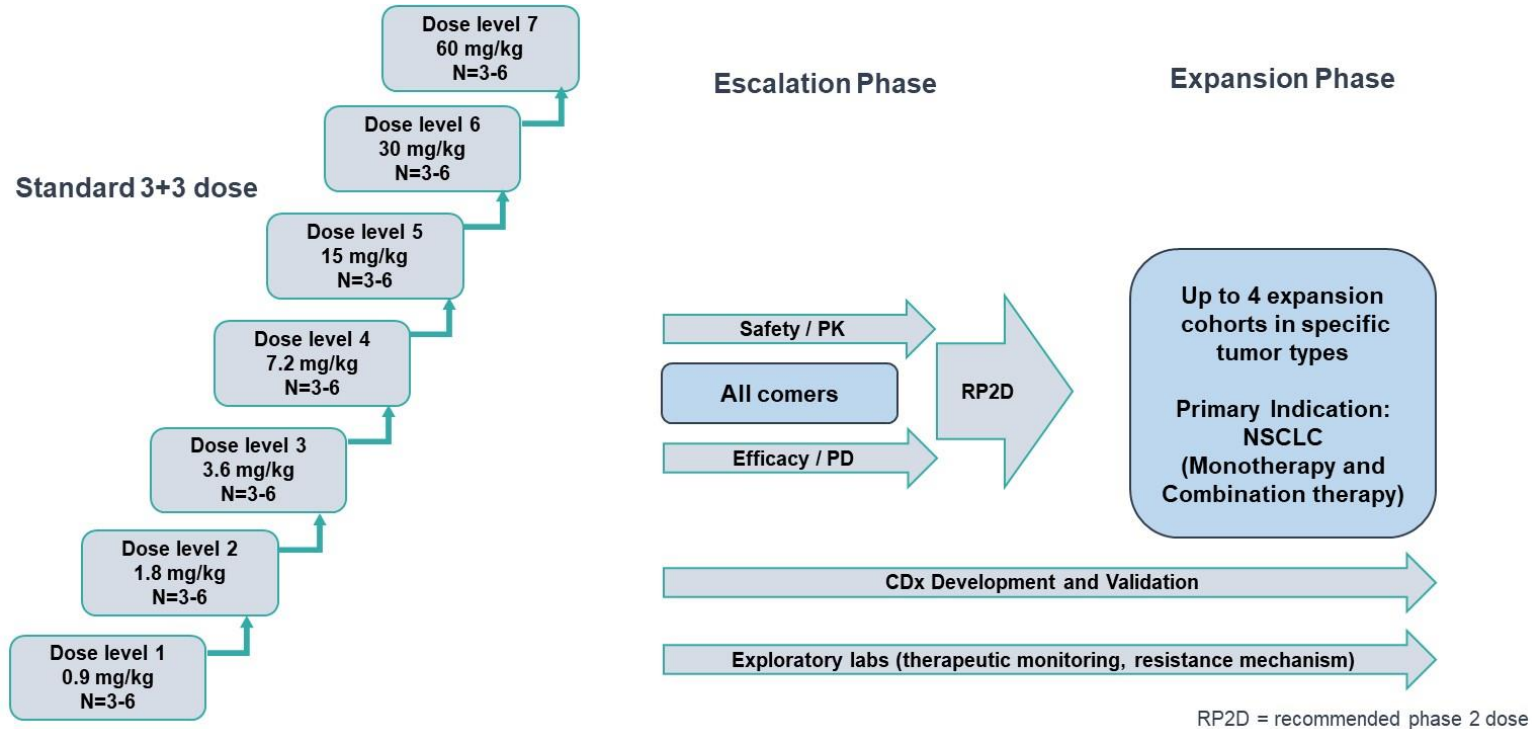 Dose level 7
60 mg/kg
N=3-6
Dose level 6
30 mg/kg
N=3-6
Standard 3+3 dose
Dose level 5
15 mg/kg
N=3-6
Dose level 4
7.2 mg/kg
N=3-6
Dose level 3
3.6 mg/kg
N=3-6
Dose level 2
1.8 mg/kg
N=3-6
Dose level 1
0.9 mg/kg
N=3-6
Escalation Phase
Expansion Phase
Safety / PK
All comers
Efficacy / PD
RP2D
Up to 4 expansion
cohorts in specific
tumor types
Primary Indication:
NSCLC
(Monotherapy and
Combination therapy)
CDx Development and Validation
Exploratory labs (therapeutic monitoring, resistance mechanism)
RP2D = recommended phase 2 dose